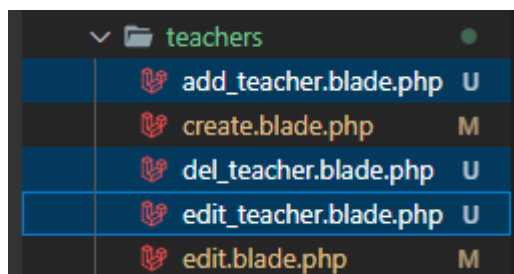 teachers
add_teacher.blade.php U
create.blade.php M
del_teacher.blade.php U
edit_teacher.blade.php U
edit.blade.php M